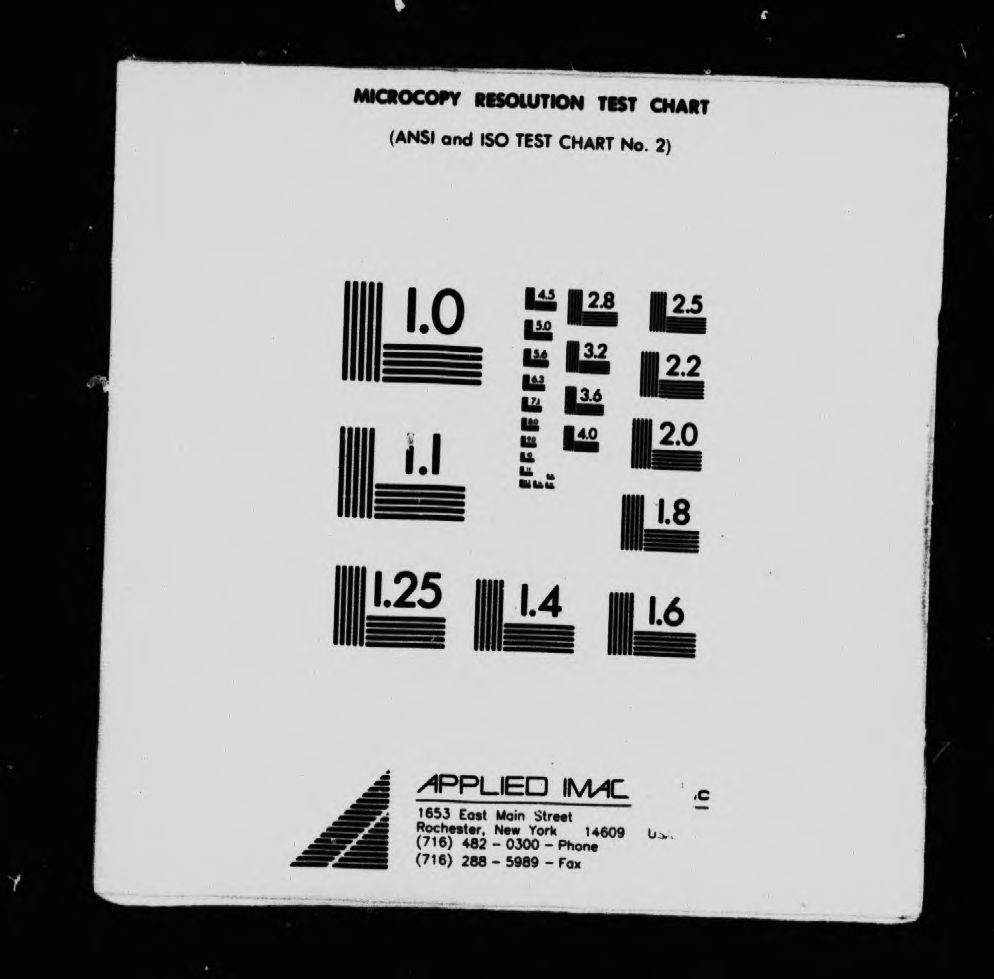 MICROCOPY RESOLUTION TEST CHART
(ANSI and ISO TEST CHART No. 2)
1.0
4.5 2.8 2.5
5.0
5.6 3.2 2.2
6.3
7.1 3.6
4.0 2.0
1.1
1.8
1.25 1.4 1.6
APPLIED IMAG
1653 East Main Street
Rochester, New York 14609
(716) 482 - 0300 - Phone
(716) 288 - 5989 - Fax